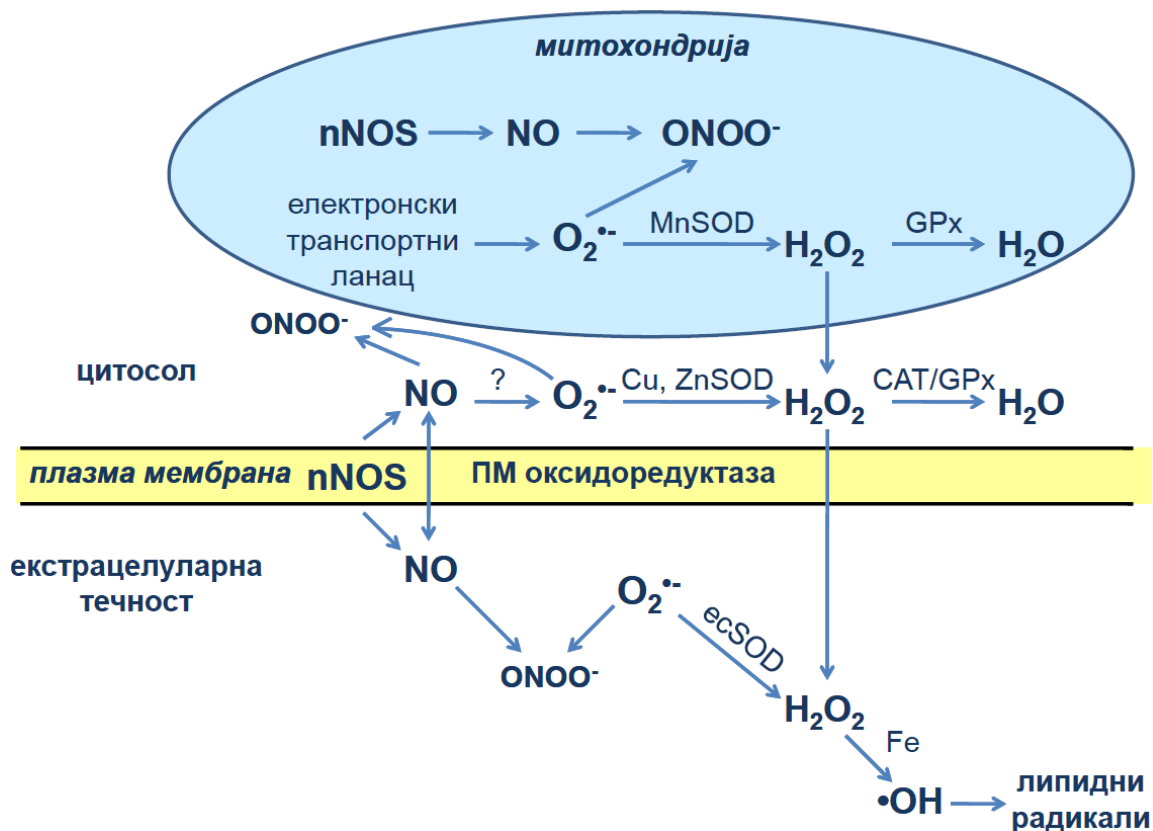 митохондрија
nNOS NO ONOO⁻
електронски
транспортни
ланац
O₂•⁻ MnSOD H₂O₂ GPx H₂O
ONOO⁻
цитосол
NO ? O₂•⁻ Cu, ZnSOD H₂O₂ CAT/GPx H₂O
плазма мембрана nNOS ПМ оксидоредуктаза
екстрацелуларна
течност
NO
O₂•⁻
ecSOD
ONOO⁻
H₂O₂
Fe
•OH
липидни
радикали